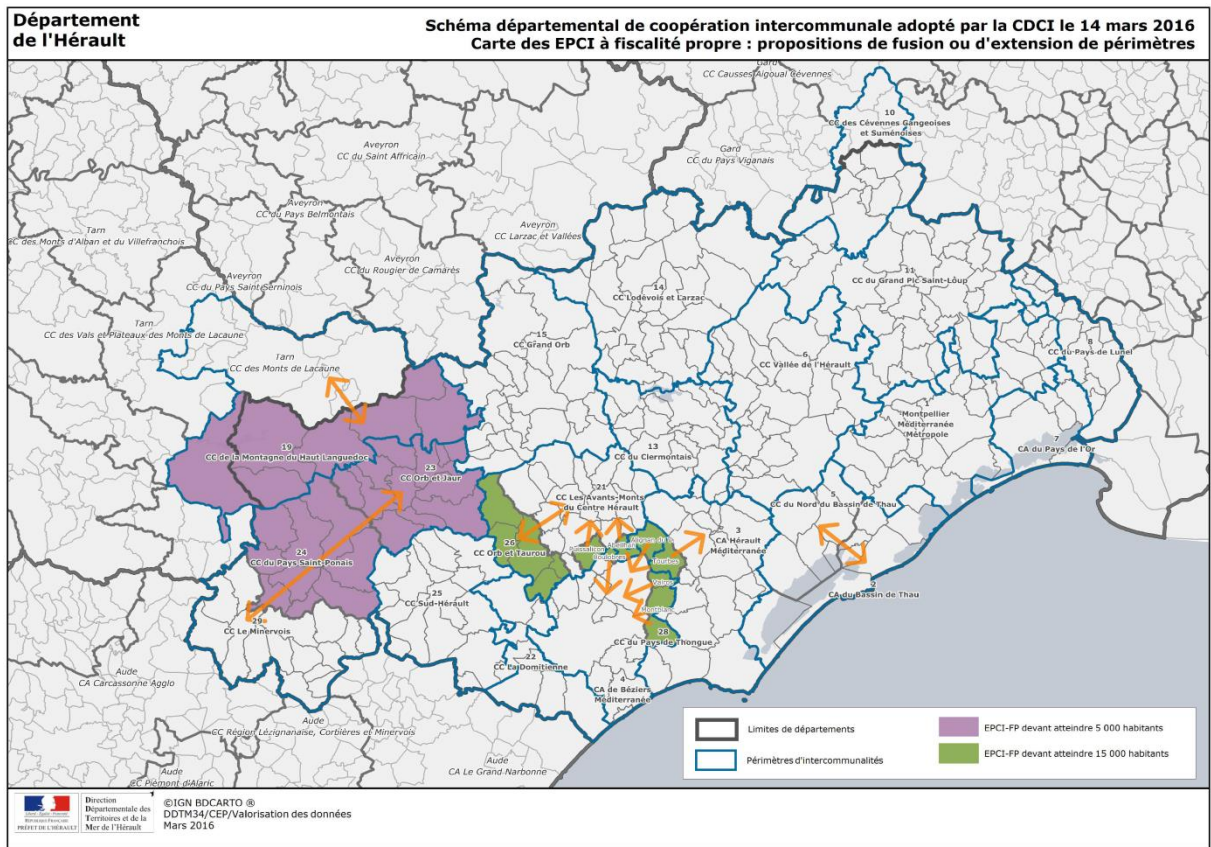 Département
de l'Hérault
Schéma départemental de coopération intercommunale adopté par la CDCI le 14 mars 2016
Carte des EPCI à fiscalité propre : propositions de fusion ou d'extension de périmètres
Gard
CC Causses Aigoual Cévennes
10
CC des Cévennes Gangeoises
et Suménoises
Aveyron
CC du Saint Affricain
Gard
CC du Pays Viganais
Aveyron
CC du Pays Belmontais
Tarn
CC des Monts d'Alban et du Villefranchois
Aveyron
CC Larzac et Vallées
Aveyron
CC du Rougier de Camarès
Aveyron
CC du Pays Saint Serninois
11
CC du Grand Pic Saint-Loup
14
CC Lodévois et Larzac
Tarn
CC des Vals et Plateaux des Monts de Lacaune
15
CC Grand Orb
8
CC du Pays de Lunel
Tarn
CC des Monts de Lacaune
6
CC Vallée de l'Hérault
1
Montpellier
Méditerranée
Métropole
7
CA du Pays de l'Or
19
CC de la Montagne du Haut Languedoc
13
CC du Clermontais
23
CC Orb et Jaur
21
CC Les Avants-Monts
du Centre Hérault
5
CC du Nord du Bassin de Thau
3
CA Hérault
Méditerranée
26
CC Orb et Taurou
Puissalicon
Abeilhan
Alignan du V
Tourbes
Valros
Montblanc
24
CC du Pays Saint-Ponais
2
CA du Bassin de Thau
25
CC Sud-Hérault
29
CC Le Minervois
28
CC du Pays de Thongue
22
CC La Domitienne
4
CA de Béziers
Méditerranée
Aude
CA Carcassonne Agglo
Aude
CC Région Lézignanaise, Corbières et Minervois
Aude
CC Piémont d'Alaric
Aude
CA Le Grand Narbonne
Limites de départements
Périmètres d'intercommunalités
EPCI-FP devant atteindre 5 000 habitants
EPCI-FP devant atteindre 15 000 habitants
PRÉFET DE L'HÉRAULT
Direction
Départementale des
Territoires et de la
Mer de l'Hérault
©IGN BDCARTO ®
DDTM34/CEP/Valorisation des données
Mars 2016